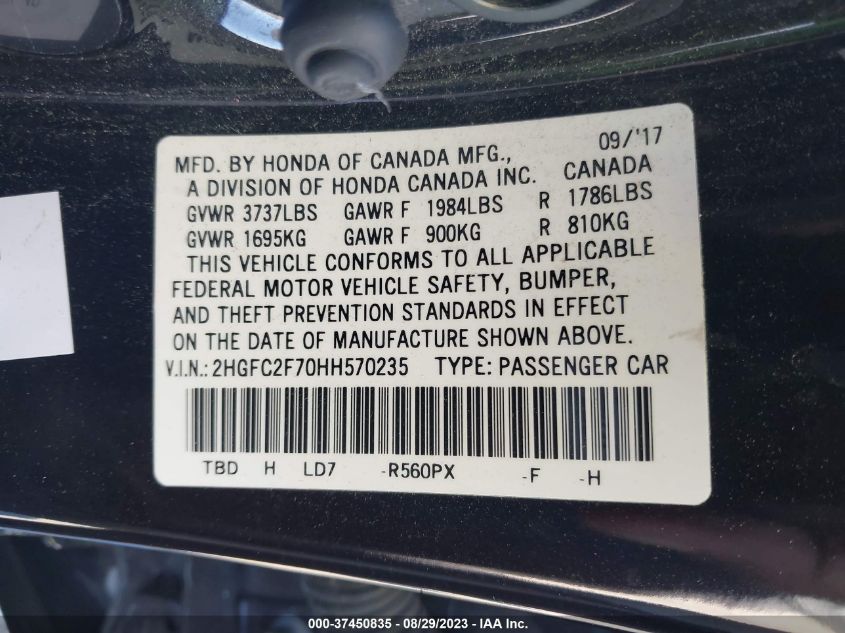 09/'17
MFD. BY HONDA OF CANADA MFG., CANADA
A DIVISION OF HONDA CANADA INC.
GVWR 3737LBS GAWR F 1984LBS R 1786LBS
GVWR 1695KG GAWR F 900KG R 810KG
THIS VEHICLE CONFORMS TO ALL APPLICABLE
FEDERAL MOTOR VEHICLE SAFETY, BUMPER,
AND THEFT PREVENTION STANDARDS IN EFFECT
ON THE DATE OF MANUFACTURE SHOWN ABOVE.
V.I.N.: 2HGFC2F70HH570235 TYPE: PASSENGER CAR
TBD H LD7 -R560PX -F -H
000-37450835 - 08/29/2023 - IAA Inc.